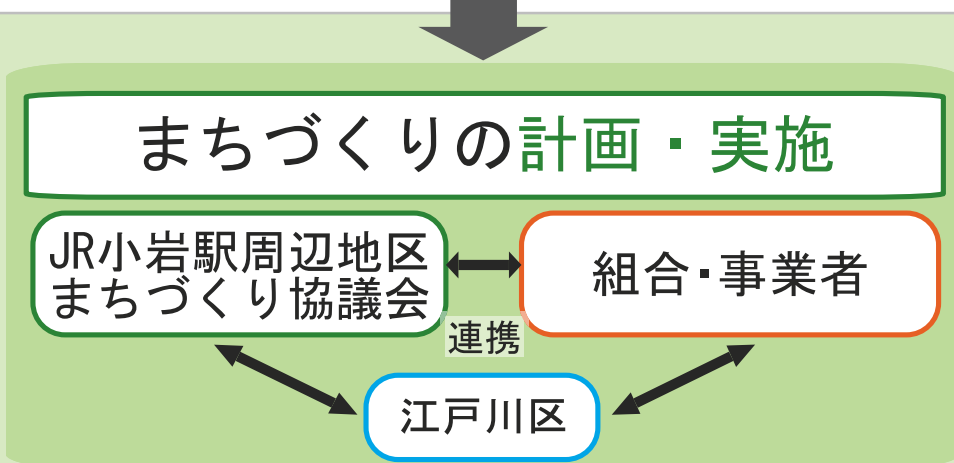 まちづくりの計画・実施
JR小岩駅周辺地区
まちづくり協議会
組合・事業者
連携
江戸川区